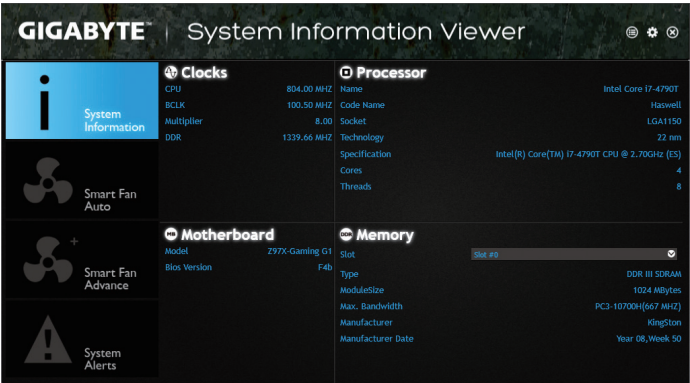 GIGABYTE™ System Information Viewer
System
Information
Smart Fan
Auto
Smart Fan
Advance
System
Alerts
Clocks
CPU 804.00 MHZ
BCLK 100.50 MHZ
Multiplier 8.00
DDR 1339.66 MHZ
Processor
Name Intel Core i7-4790T
Code Name Haswell
Socket LGA1150
Technology 22 nm
Specification Intel(R) Core(TM) i7-4790T CPU @ 2.70GHz (ES)
Cores 4
Threads 8
MB Motherboard
Model Z97X-Gaming G1
Bios Version F4b
DDR Memory
Slot Slot #0
Type DDR III SDRAM
ModuleSize 1024 MBytes
Max. Bandwidth PC3-10700H(667 MHZ)
Manufacturer KingSton
Manufacturer Date Year 08,Week 50